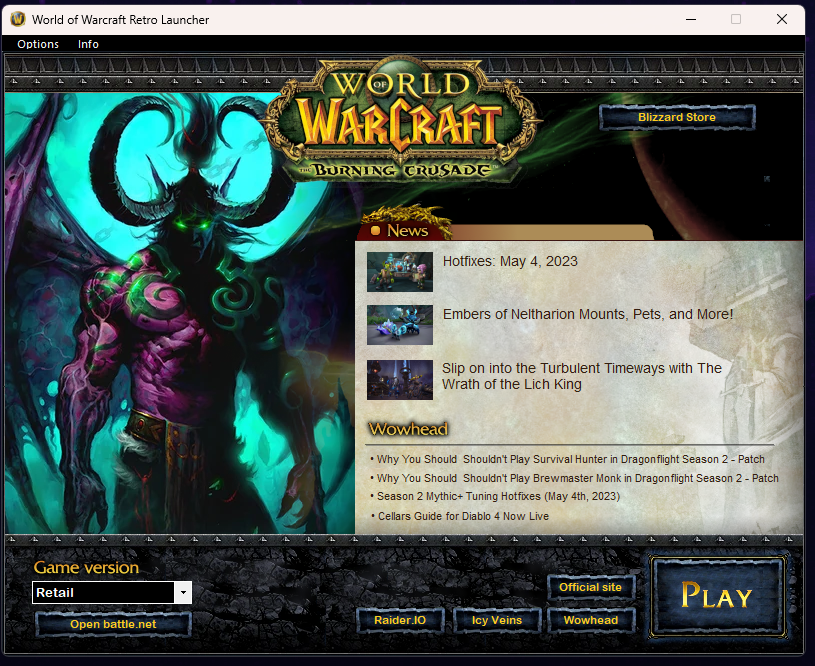 World of Warcraft Retro Launcher
Options Info
WORLD
OF
WARCRAFT
THE BURNING CRUSADE
Blizzard Store
News
Hotfixes: May 4, 2023
Embers of Neltharion Mounts, Pets, and More!
Slip on into the Turbulent Timeways with The
Wrath of the Lich King
Wowhead
• Why You Should  Shouldn't Play Survival Hunter in Dragonflight Season 2 - Patch
• Why You Should  Shouldn't Play Brewmaster Monk in Dragonflight Season 2 - Patch
• Season 2 Mythic+ Tuning Hotfixes (May 4th, 2023)
• Cellars Guide for Diablo 4 Now Live
Game version
Retail
Open battle.net
Official site
Raider.IO
Icy Veins
Wowhead
PLAY